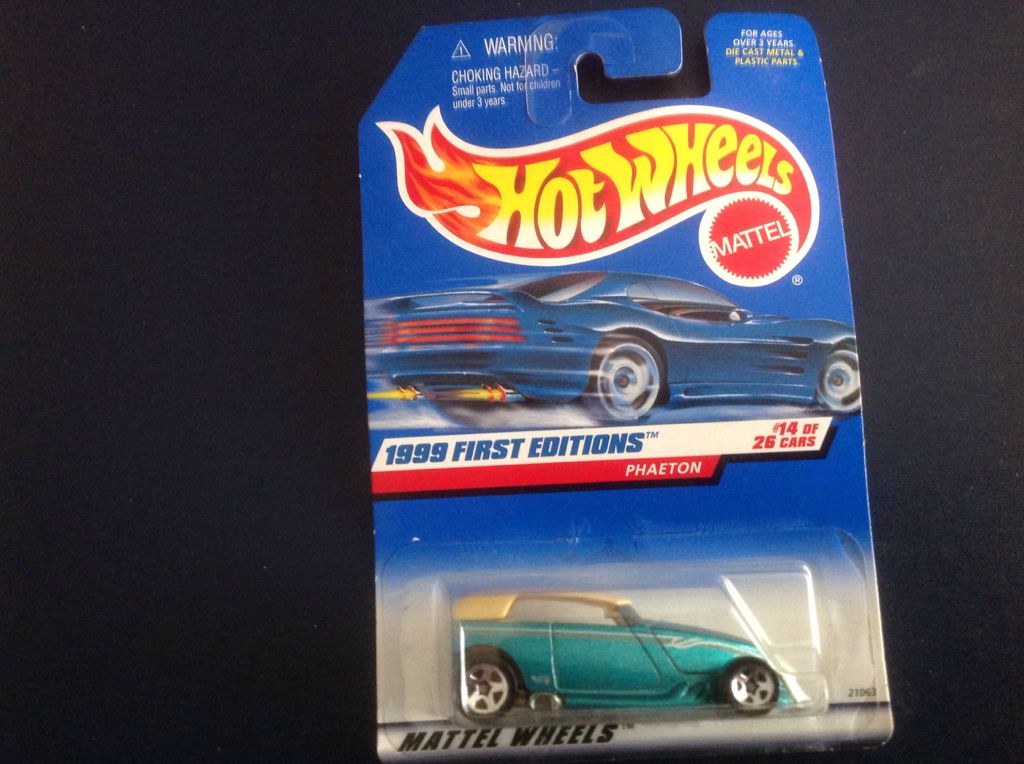 ⚠ WARNING:
CHOKING HAZARD –
Small parts. Not for children
under 3 years
FOR AGES
OVER 3 YEARS.
DIE CAST METAL &
PLASTIC PARTS
HOT WHEELS
MATTEL
®
1999 FIRST EDITIONS™
#14 OF
26 CARS
PHAETON
21063
MATTEL WHEELS™